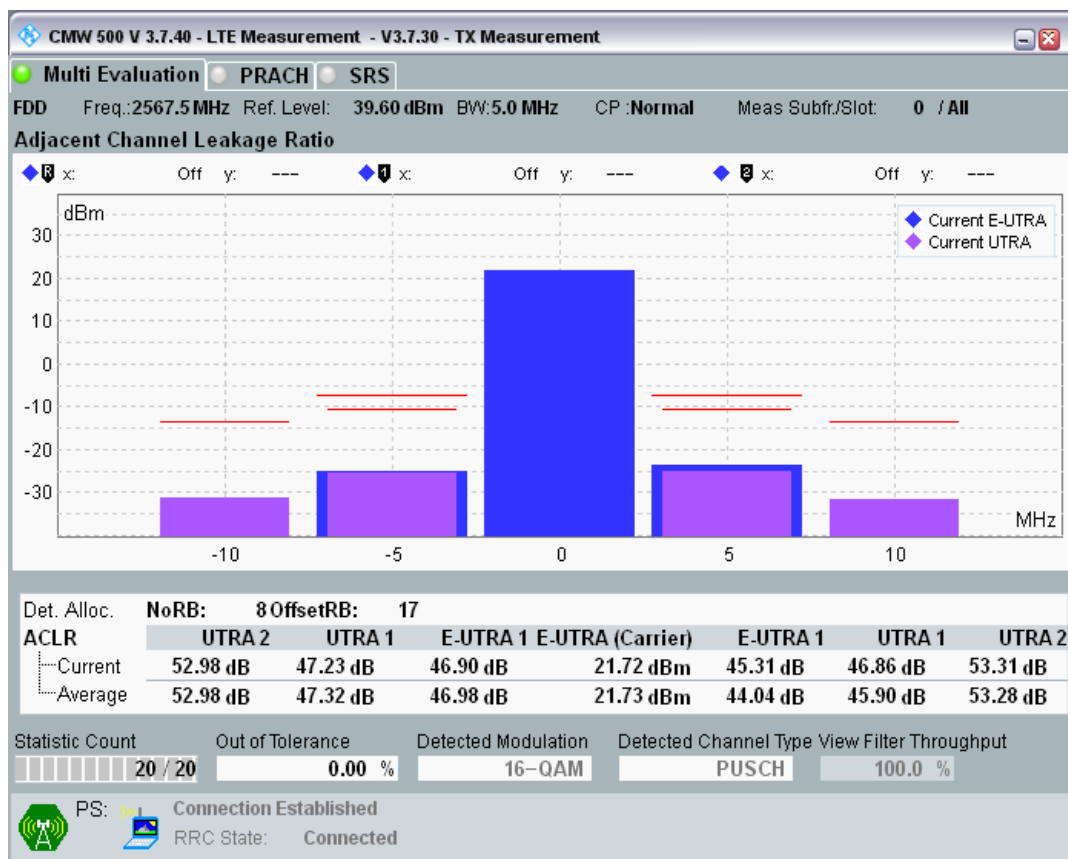 CMW 500 V 3.7.40 - LTE Measurement - V3.7.30 - TX Measurement
Multi Evaluation PRACH SRS
FDD Freq.:2567.5 MHz Ref. Level: 39.60 dBm BW:5.0 MHz CP :Normal Meas Subfr./Slot: 0 / All
Adjacent Channel Leakage Ratio
R x: Off y: --- 1 x: Off y: --- 2 x: Off y: ---
dBm
Current E-UTRA
Current UTRA
30
20
10
0
-10
-20
-30
MHz
-10 -5 0 5 10
Det. Alloc. NoRB: 8 OffsetRB: 17
ACLR UTRA 2 UTRA 1 E-UTRA 1 E-UTRA (Carrier) E-UTRA 1 UTRA 1 UTRA 2
Current 52.98 dB 47.23 dB 46.90 dB 21.72 dBm 45.31 dB 46.86 dB 53.31 dB
Average 52.98 dB 47.32 dB 46.98 dB 21.73 dBm 44.04 dB 45.90 dB 53.28 dB
Statistic Count Out of Tolerance Detected Modulation Detected Channel Type View Filter Throughput
20 / 20 0.00 % 16-QAM PUSCH 100.0 %
PS: Connection Established
RRC State: Connected